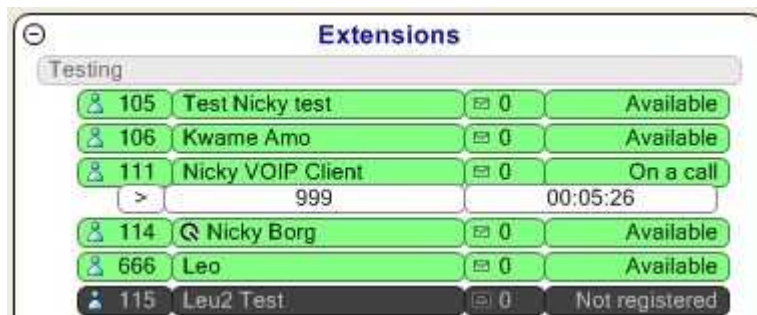 Extensions
Testing
105 Test Nicky test 0 Available
106 Kwame Amo 0 Available
111 Nicky VOIP Client 0 On a call
> 999 00:05:26
114 Nicky Borg 0 Available
666 Leo 0 Available
115 Leu2 Test 0 Not registered